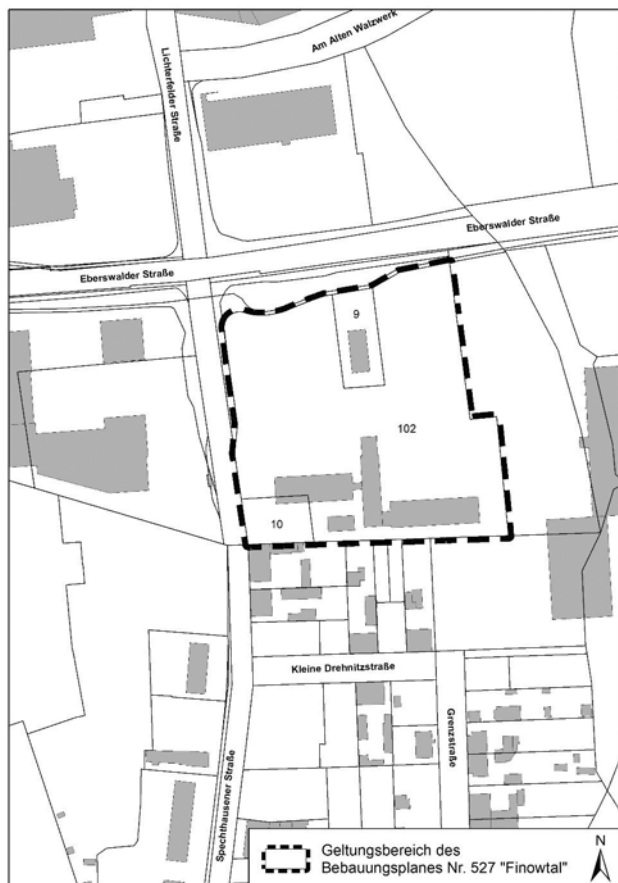 Am Alten Walzwerk
Lichterfelder Straße
Eberswalder Straße
Eberswalder Straße
9
102
10
Kleine Drehnitzstraße
Grenzstraße
Spechthausener Straße
Geltungsbereich des
Bebauungsplanes Nr. 527 "Finowtal"
N